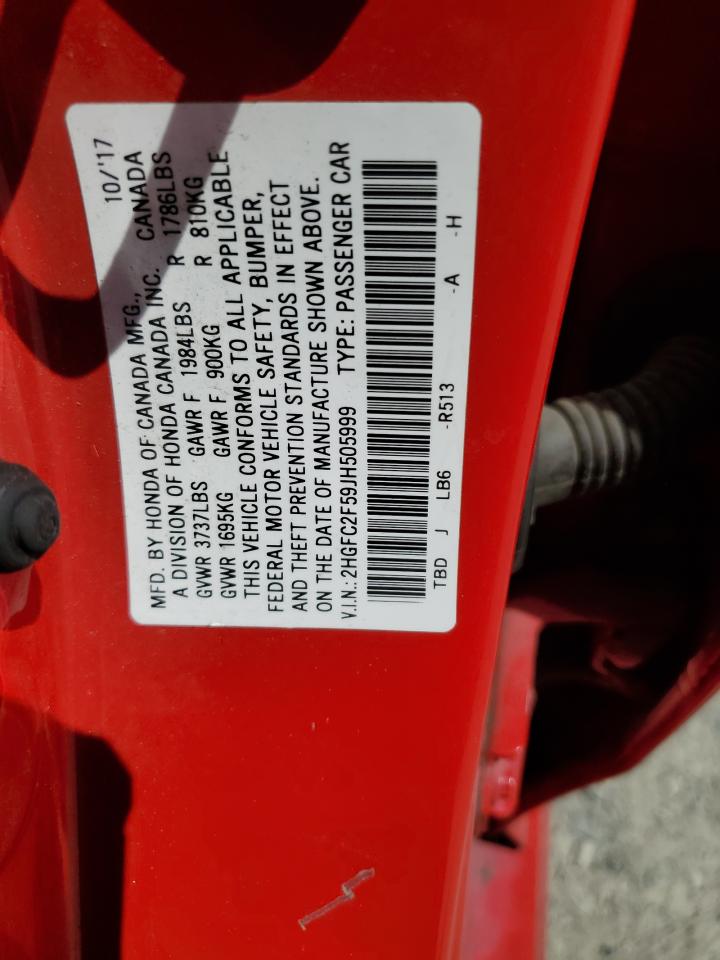 10/'17
MFD. BY HONDA OF CANADA MFG.,
A DIVISION OF HONDA CANADA INC. CANADA
GVWR 3737LBS GAWR F 1984LBS R 1786LBS
GVWR 1695KG GAWR F 900KG R 810KG
THIS VEHICLE CONFORMS TO ALL APPLICABLE
FEDERAL MOTOR VEHICLE SAFETY, BUMPER,
AND THEFT PREVENTION STANDARDS IN EFFECT
ON THE DATE OF MANUFACTURE SHOWN ABOVE.
V.I.N.: 2HGFC2F59JH505999 TYPE: PASSENGER CAR
TBD J LB6 -R513 -A -H